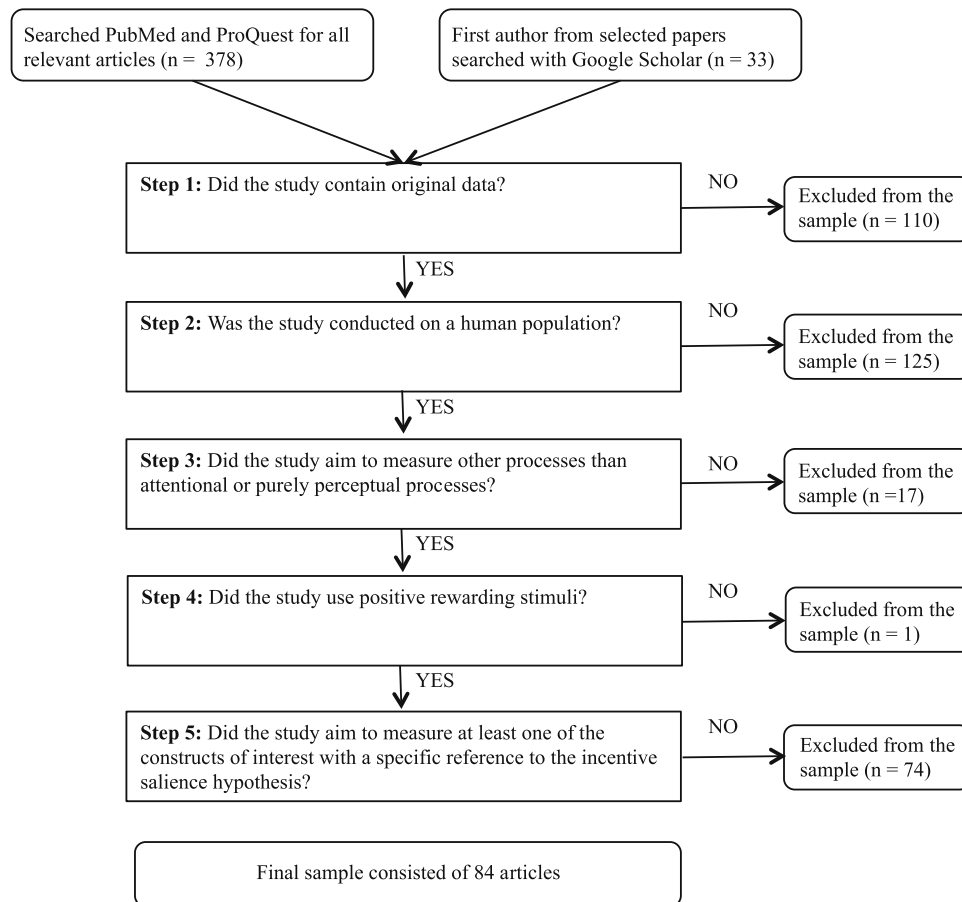 Searched PubMed and ProQuest for all
relevant articles (n =  378)
First author from selected papers
searched with Google Scholar (n = 33)
Step 1: Did the study contain original data?
NO
Excluded from the
sample (n = 110)
YES
Step 2: Was the study conducted on a human population?
NO
Excluded from the
sample (n = 125)
YES
Step 3: Did the study aim to measure other processes than
attentional or purely perceptual processes?
NO
Excluded from the
sample (n =17)
YES
Step 4: Did the study use positive rewarding stimuli?
NO
Excluded from the
sample (n = 1)
YES
Step 5: Did the study aim to measure at least one of the
constructs of interest with a specific reference to the incentive
salience hypothesis?
NO
Excluded from the
sample (n = 74)
Final sample consisted of 84 articles